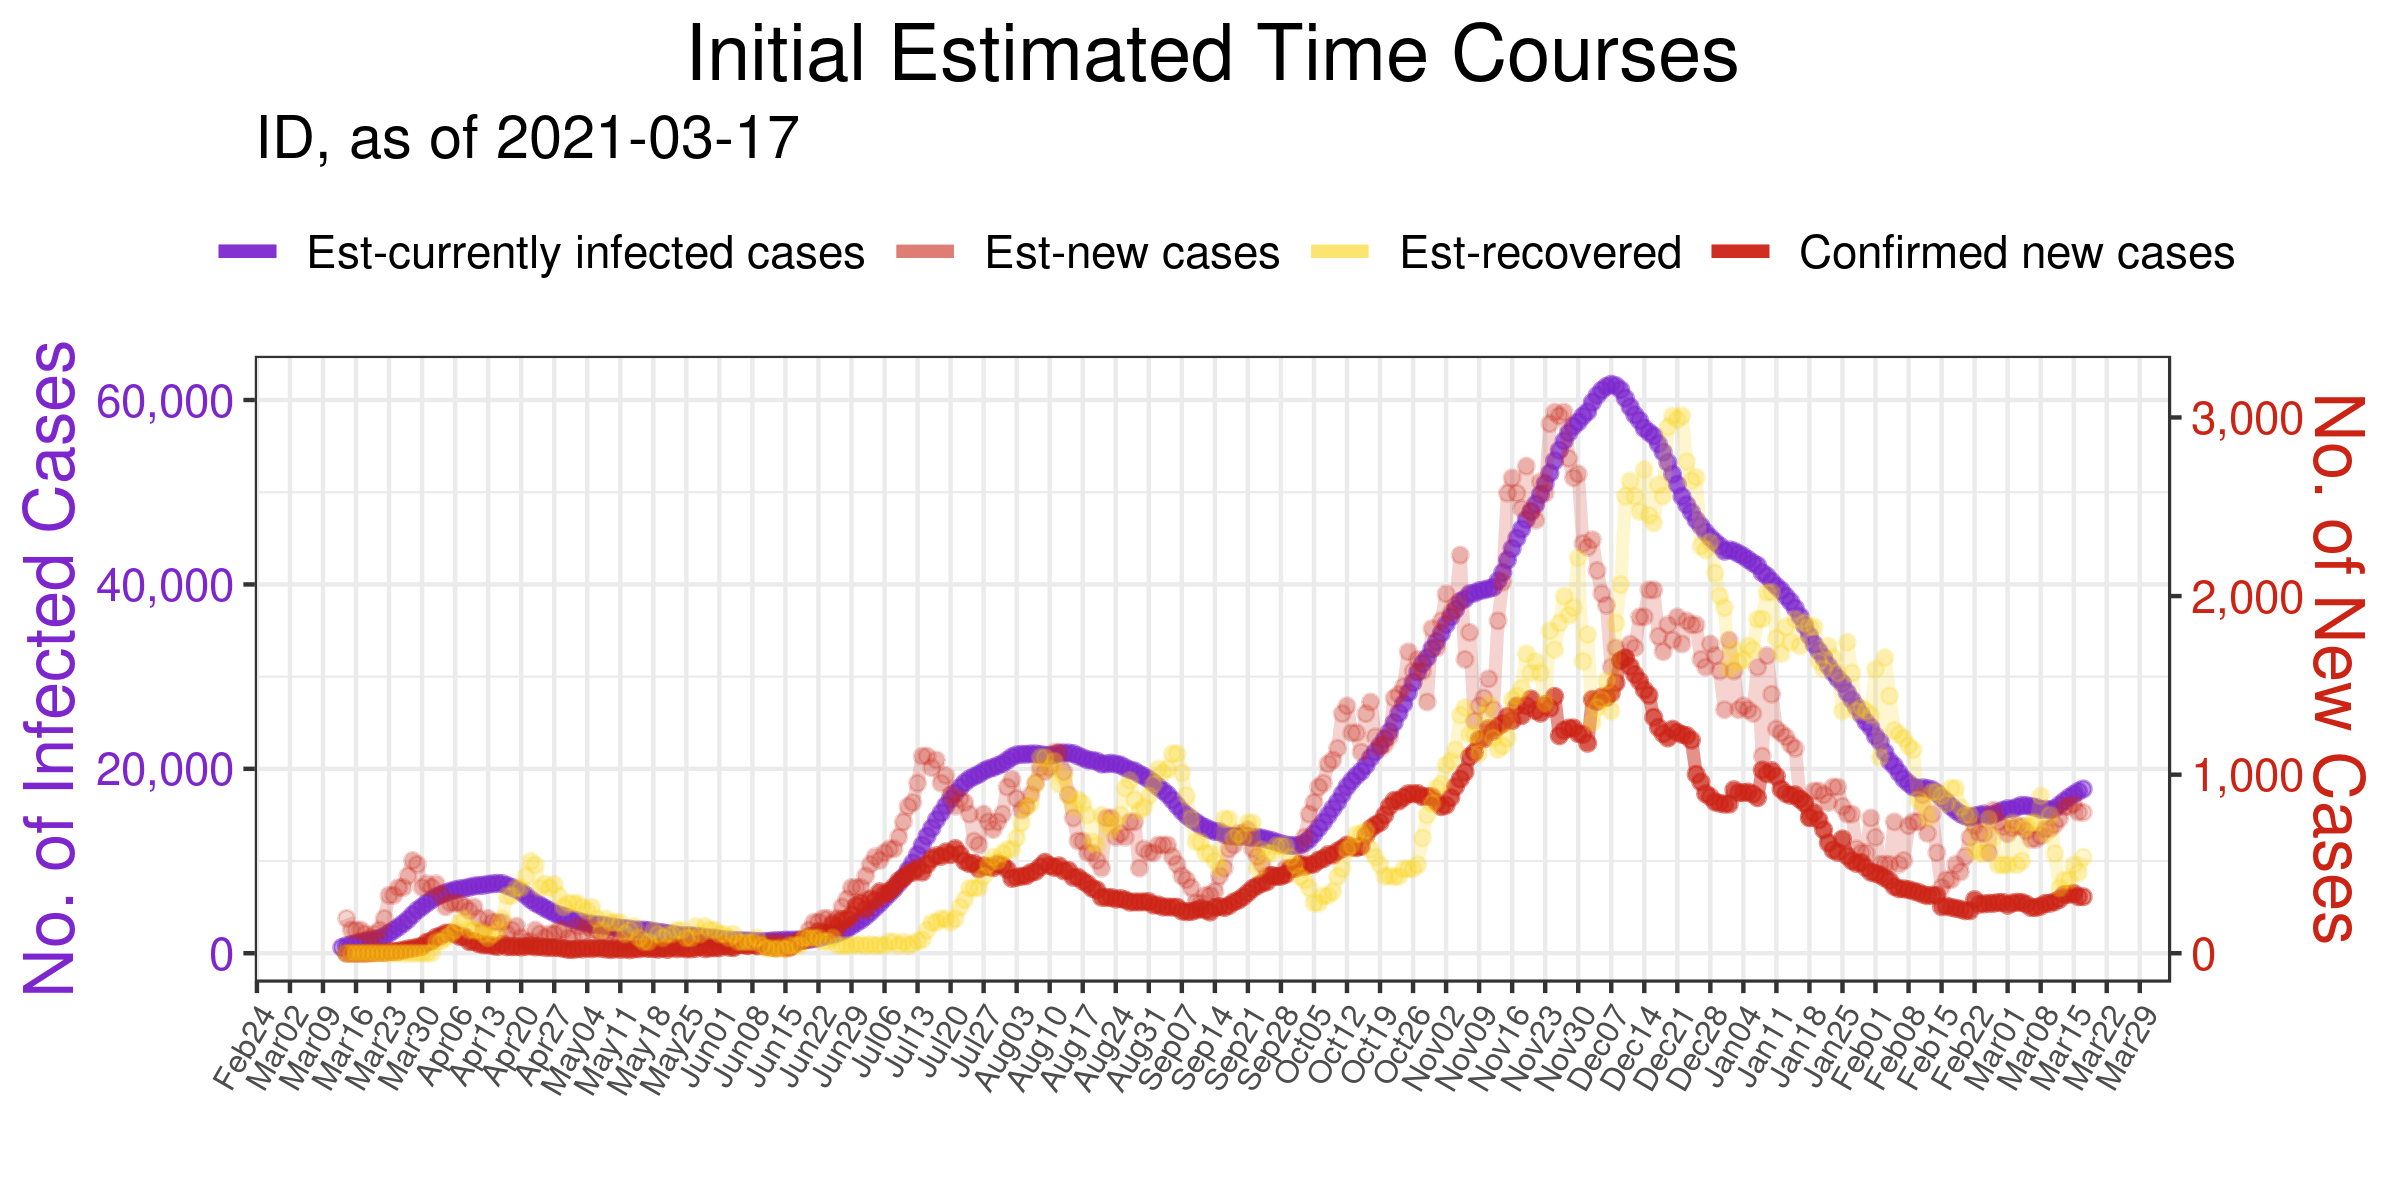 Initial Estimated Time Courses
ID, as of 2021-03-17
Est-currently infected cases Est-new cases Est-recovered Confirmed new cases
No. of Infected Cases
60,000
40,000
20,000
0
3,000
2,000
1,000
0
No. of New Cases
Feb24 Mar02 Mar09 Mar16 Mar23 Mar30 Apr06 Apr13 Apr20 Apr27 May04 May11 May18 May25 Jun01 Jun08 Jun15 Jun22 Jun29 Jul06 Jul13 Jul20 Jul27 Aug03 Aug10 Aug17 Aug24 Aug31 Sep07 Sep14 Sep21 Sep28 Oct05 Oct12 Oct19 Oct26 Nov02 Nov09 Nov16 Nov23 Nov30 Dec07 Dec14 Dec21 Dec28 Jan04 Jan11 Jan18 Jan25 Feb01 Feb08 Feb15 Feb22 Mar01 Mar08 Mar15 Mar22 Mar29